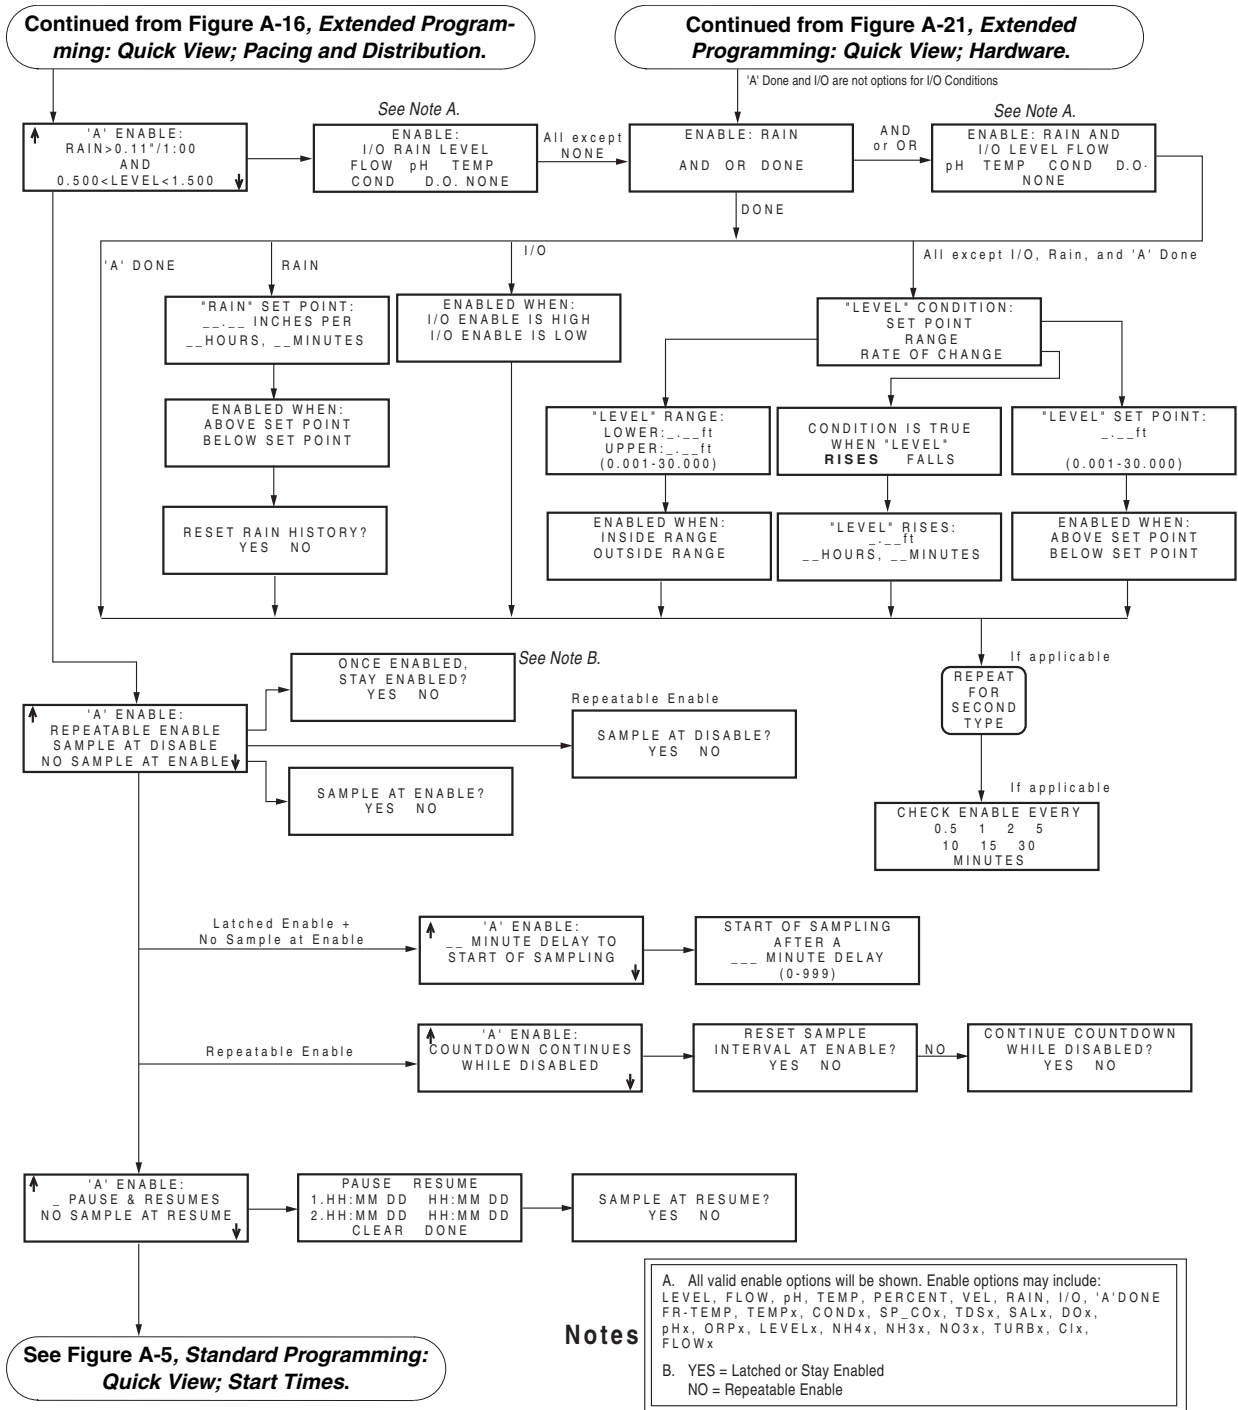 Continued from Figure A-16, Extended Program-
ming: Quick View; Pacing and Distribution.
Continued from Figure A-21, Extended
Programming: Quick View; Hardware.
'A' Done and I/O are not options for I/O Conditions
See Note A.
See Note A.
'A' ENABLE:
RAIN>0.11"/1:00
AND
0.500<LEVEL<1.500
ENABLE:
I/O RAIN LEVEL
FLOW pH TEMP
COND D.O. NONE
All except
NONE
ENABLE: RAIN
AND OR DONE
AND
or OR
ENABLE: RAIN AND
I/O LEVEL FLOW
pH TEMP COND D.O.
NONE
DONE
'A' DONE
RAIN
I/O
All except I/O, Rain, and 'A' Done
"RAIN" SET POINT:
__.__ INCHES PER
__HOURS, __MINUTES
ENABLED WHEN:
I/O ENABLE IS HIGH
I/O ENABLE IS LOW
"LEVEL" CONDITION:
SET POINT
RANGE
RATE OF CHANGE
ENABLED WHEN:
ABOVE SET POINT
BELOW SET POINT
"LEVEL" RANGE:
LOWER:_.__ft
UPPER:_.__ft
(0.001-30.000)
CONDITION IS TRUE
WHEN "LEVEL"
RISES FALLS
"LEVEL" SET POINT:
_.__ft
(0.001-30.000)
RESET RAIN HISTORY?
YES NO
ENABLED WHEN:
INSIDE RANGE
OUTSIDE RANGE
"LEVEL" RISES:
_.__ft
__HOURS, __MINUTES
ENABLED WHEN:
ABOVE SET POINT
BELOW SET POINT
If applicable
REPEAT
FOR
SECOND
TYPE
If applicable
CHECK ENABLE EVERY
0.5 1 2 5
10 15 30
MINUTES
ONCE ENABLED,
STAY ENABLED?
YES NO
See Note B.
Repeatable Enable
'A' ENABLE:
REPEATABLE ENABLE
SAMPLE AT DISABLE
NO SAMPLE AT ENABLE
SAMPLE AT DISABLE?
YES NO
SAMPLE AT ENABLE?
YES NO
Latched Enable +
No Sample at Enable
'A' ENABLE:
__ MINUTE DELAY TO
START OF SAMPLING
START OF SAMPLING
AFTER A
___ MINUTE DELAY
(0-999)
Repeatable Enable
'A' ENABLE:
COUNTDOWN CONTINUES
WHILE DISABLED
RESET SAMPLE
INTERVAL AT ENABLE?
YES NO
NO
CONTINUE COUNTDOWN
WHILE DISABLED?
YES NO
'A' ENABLE:
_ PAUSE & RESUMES
NO SAMPLE AT RESUME
PAUSE RESUME
1.HH:MM DD HH:MM DD
2.HH:MM DD HH:MM DD
CLEAR DONE
SAMPLE AT RESUME?
YES NO
See Figure A-5, Standard Programming:
Quick View; Start Times.
Notes
A. All valid enable options will be shown. Enable options may include:
LEVEL, FLOW, pH, TEMP, PERCENT, VEL, RAIN, I/O, 'A'DONE
FR-TEMP, TEMPx, CONDx, SP_COx, TDSx, SALx, DOx,
pHx, ORPx, LEVELx, NH4x, NH3x, NO3x, TURBx, Clx,
FLOWx
B. YES = Latched or Stay Enabled
NO = Repeatable Enable